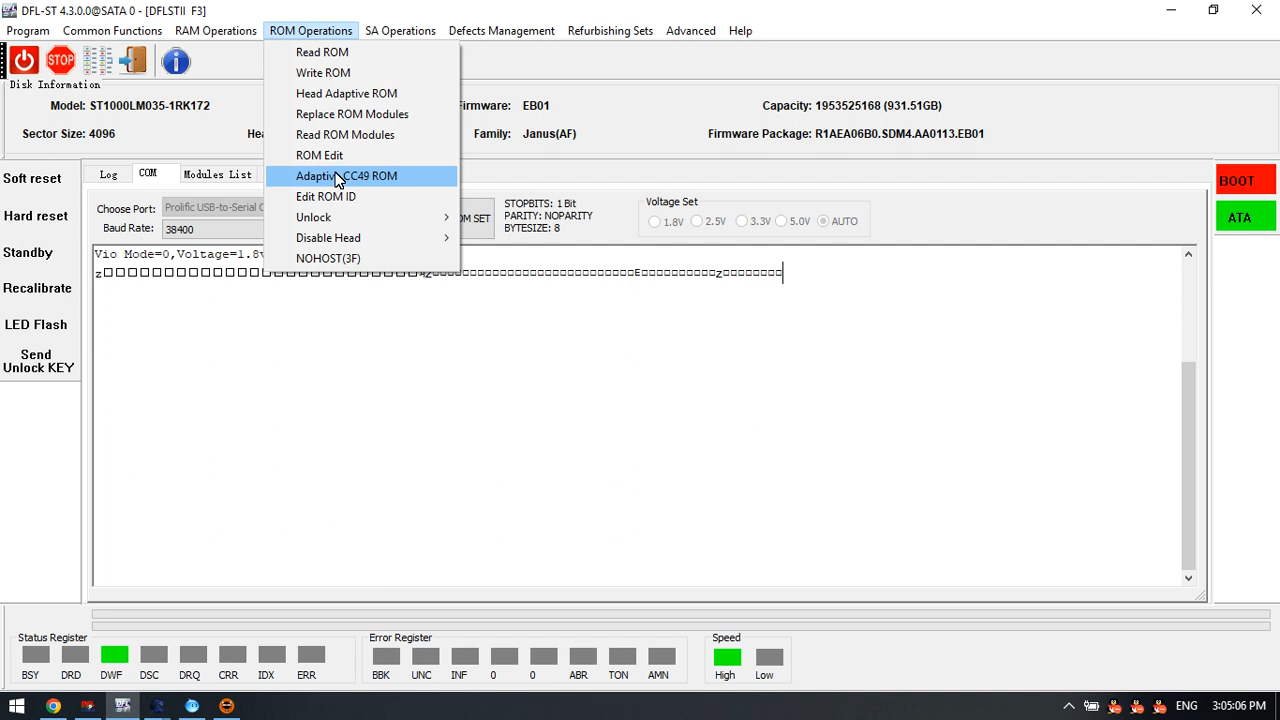 DFL-ST 4.3.0.0@SATA 0 - [DFLSTII F3]
Program Common Functions RAM Operations ROM Operations SA Operations Defects Management Refurbishing Sets Advanced Help
STOP
Disk Information
Model: ST1000LM035-1RK172
Firmware: EB01
Capacity: 1953525168 (931.51GB)
Sector Size: 4096
Family: Janus(AF)
Firmware Package: R1AEA06B0.SDM4.AA0113.EB01
Read ROM
Write ROM
Head Adaptive ROM
Replace ROM Modules
Read ROM Modules
ROM Edit
Adaptive CC49 ROM
Edit ROM ID
Unlock
Disable Head
NOHOST(3F)
Soft reset
Hard reset
Standby
Recalibrate
LED Flash
Send
Unlock KEY
Log COM Modules List
Choose Port: Prolific USB-to-Serial
Baud Rate: 38400
OM SET
STOPBITS: 1 Bit
PARITY: NOPARITY
BYTESIZE: 8
Voltage Set
1.8V 2.5V 3.3V 5.0V AUTO
Vio Mode=0,Voltage=1.8v
BOOT
ATA
Status Register
BSY DRD DWF DSC DRQ CRR IDX ERR
Error Register
BBK UNC INF 0 0 ABR TON AMN
Speed
High Low
ENG 3:05:06 PM